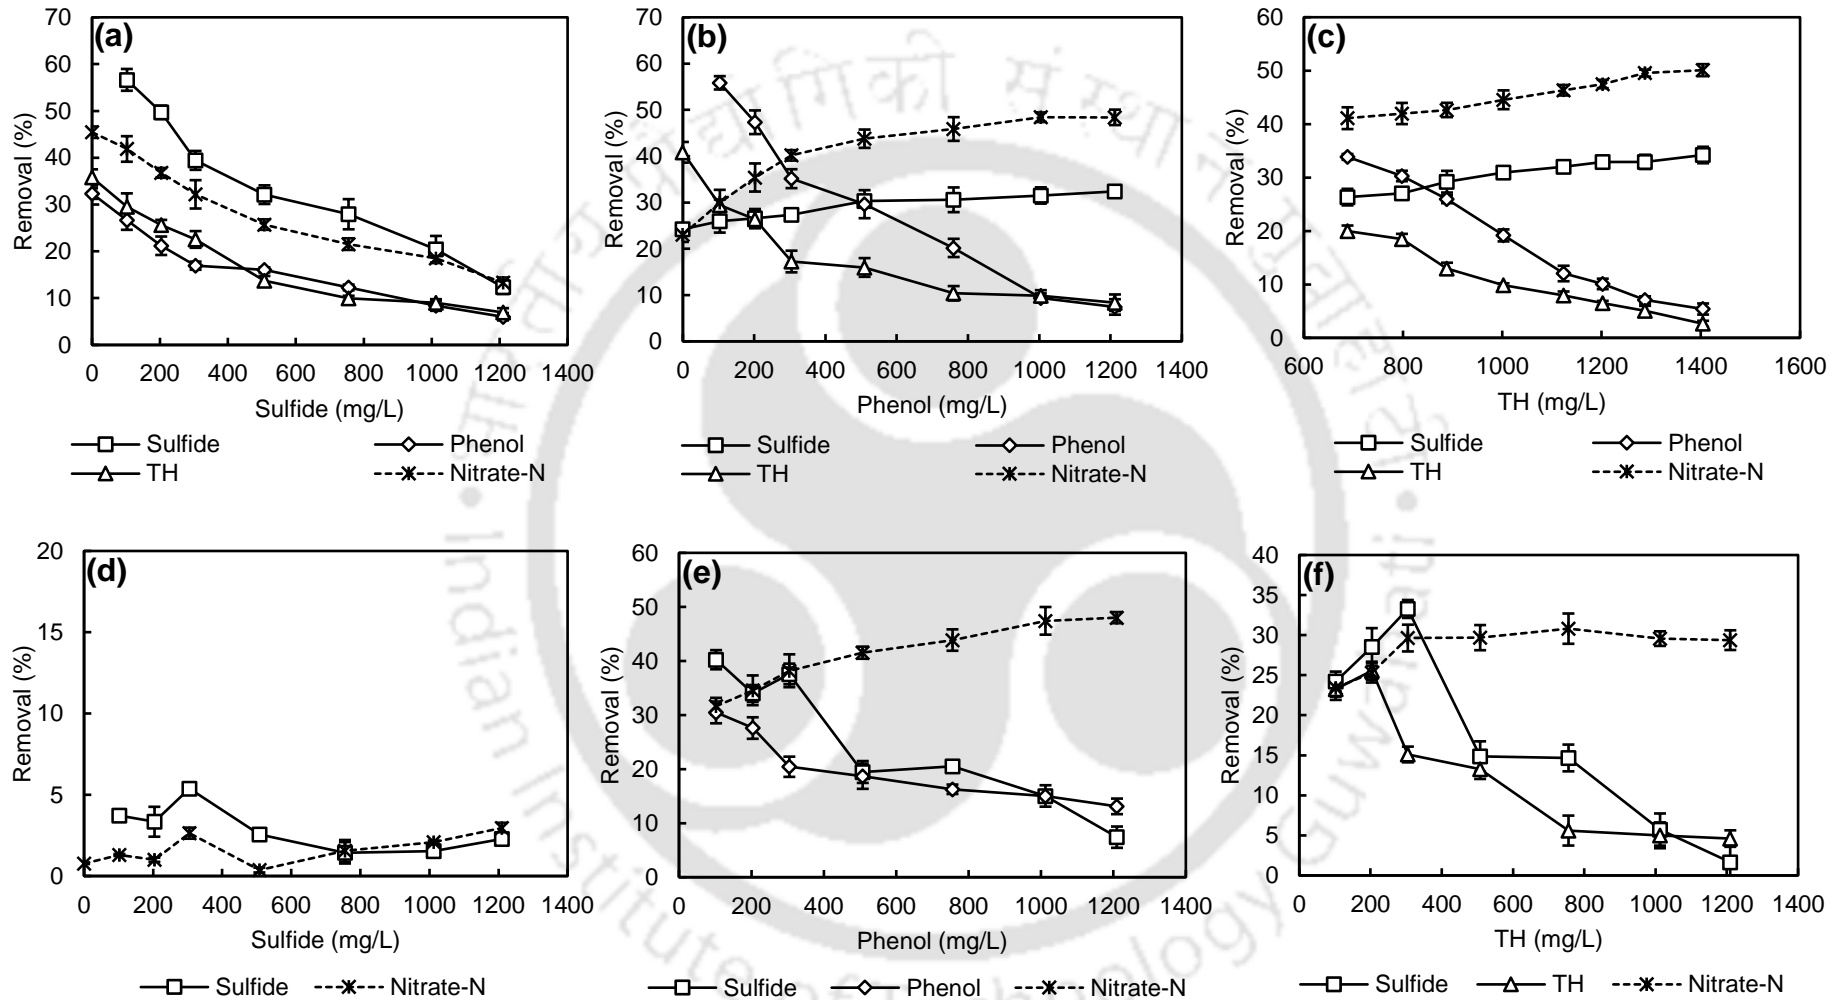 (a)
70
60
50
40
30
20
10
0
Removal (%)
0 200 400 600 800 1000 1200 1400
Sulfide (mg/L)
Sulfide Phenol
TH Nitrate-N
(b)
70
60
50
40
30
20
10
0
Removal (%)
0 200 400 600 800 1000 1200 1400
Phenol (mg/L)
Sulfide Phenol
TH Nitrate-N
(c)
60
50
40
30
20
10
0
Removal (%)
600 800 1000 1200 1400 1600
TH (mg/L)
Sulfide Phenol
TH Nitrate-N
(d)
20
15
10
5
0
Removal (%)
0 200 400 600 800 1000 1200 1400
Sulfide (mg/L)
Sulfide Nitrate-N
(e)
60
50
40
30
20
10
0
Removal (%)
0 200 400 600 800 1000 1200 1400
Phenol (mg/L)
Sulfide Phenol Nitrate-N
(f)
40
35
30
25
20
15
10
5
0
Removal (%)
0 200 400 600 800 1000 1200 1400
TH (mg/L)
Sulfide TH Nitrate-N
Indian Institute of Technology Guwahati